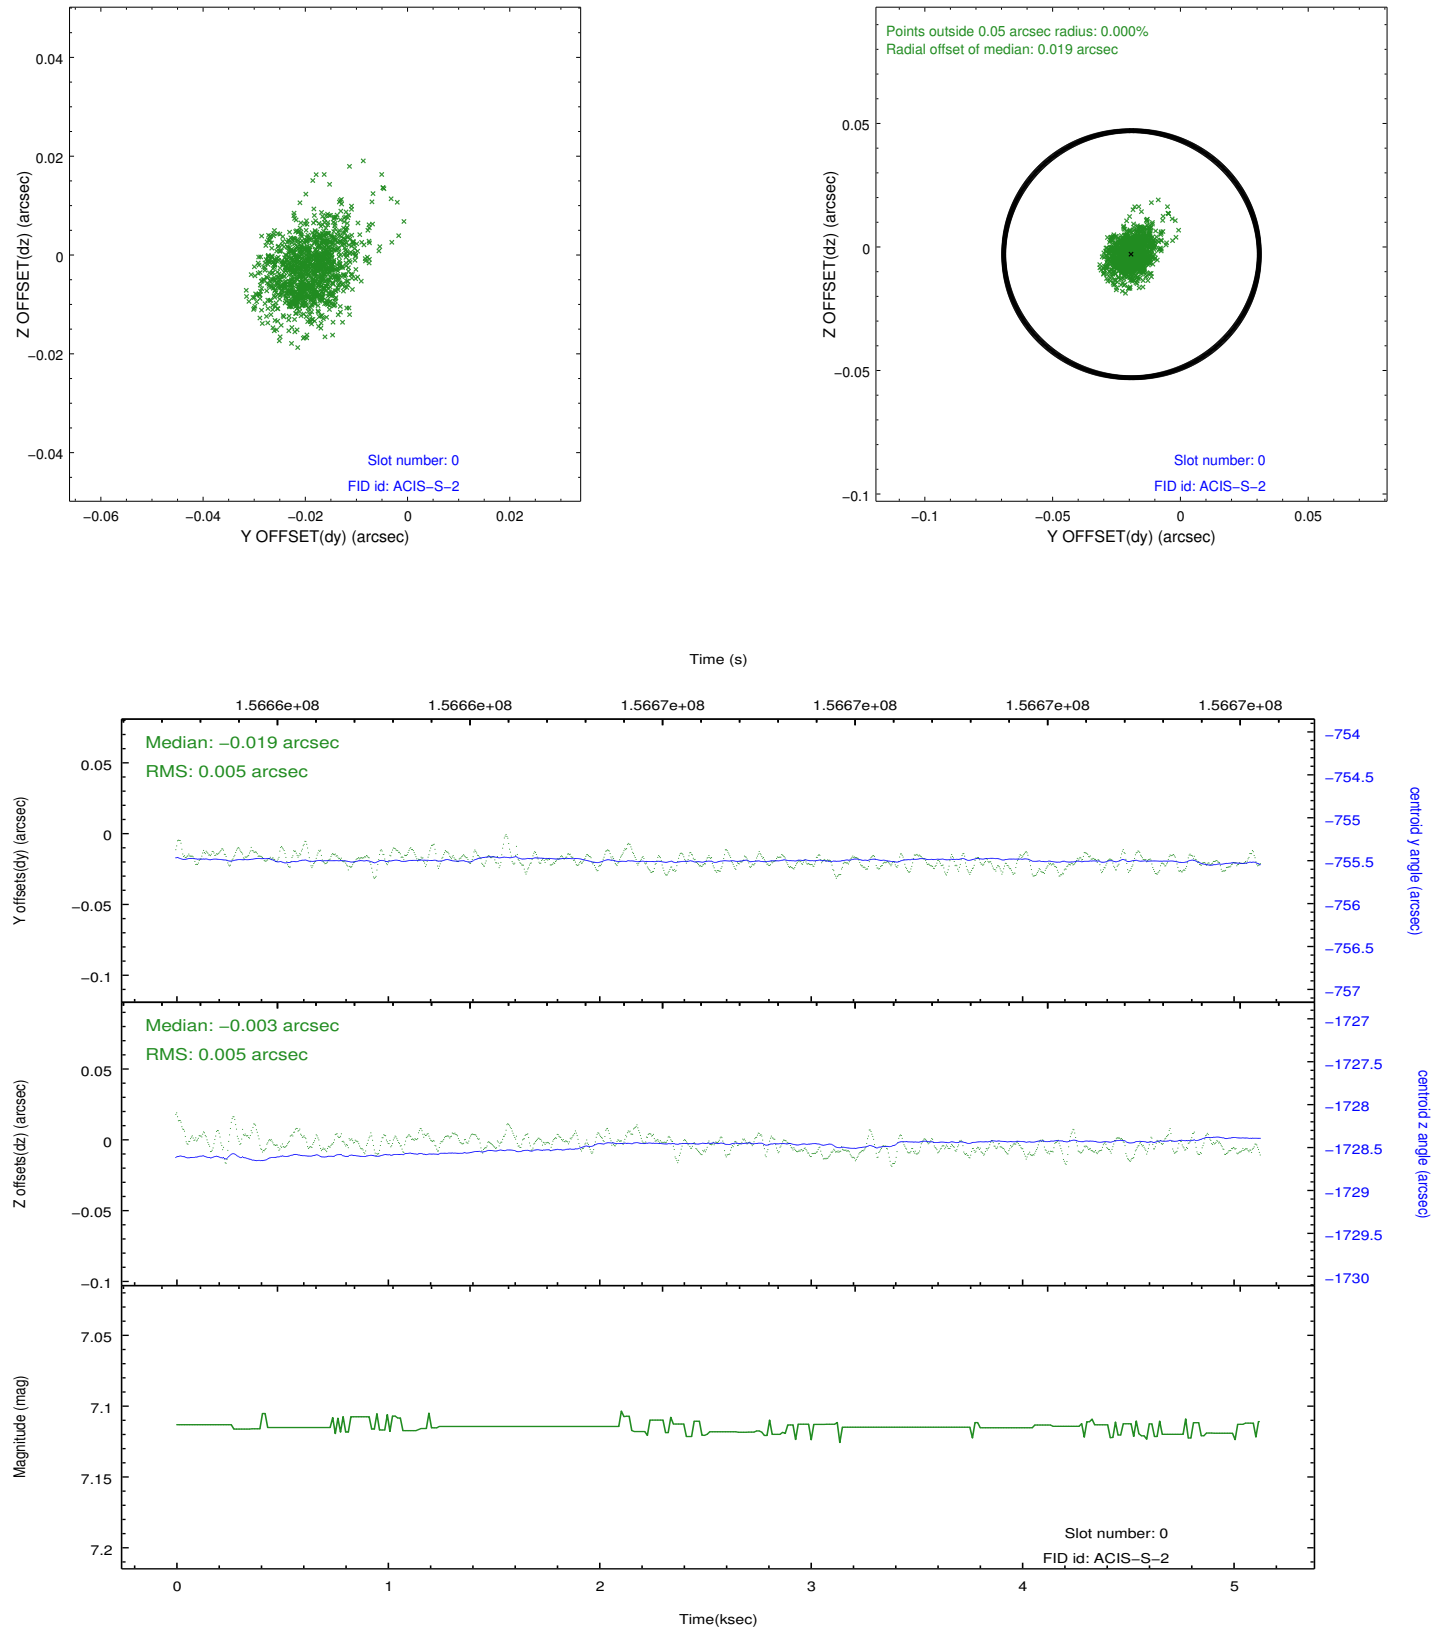 0.04
0.02
0
−0.02
−0.04
Z OFFSET(dz) (arcsec)
Slot number: 0
FID id: ACIS−S−2
−0.06
−0.04
−0.02
0
0.02
Y OFFSET(dy) (arcsec)
Points outside 0.05 arcsec radius: 0.000%
Radial offset of median: 0.019 arcsec
0.05
0
−0.05
−0.1
Z OFFSET(dz) (arcsec)
Slot number: 0
FID id: ACIS−S−2
−0.1
−0.05
0
0.05
Y OFFSET(dy) (arcsec)
Time (s)
1.5666e+08
1.5666e+08
1.5667e+08
1.5667e+08
1.5667e+08
1.5667e+08
Median: −0.019 arcsec
RMS: 0.005 arcsec
0.05
0
−0.05
−0.1
Y offsets(dy) (arcsec)
−754
−754.5
−755
−755.5
−756
−756.5
−757
centroid y angle (arcsec)
Median: −0.003 arcsec
RMS: 0.005 arcsec
0.05
0
−0.05
−0.1
Z offsets(dz) (arcsec)
−1727
−1727.5
−1728
−1728.5
−1729
−1729.5
−1730
centroid z angle (arcsec)
7.05
7.1
7.15
7.2
Magnitude (mag)
Slot number: 0
FID id: ACIS−S−2
0
1
2
3
4
5
Time(ksec)